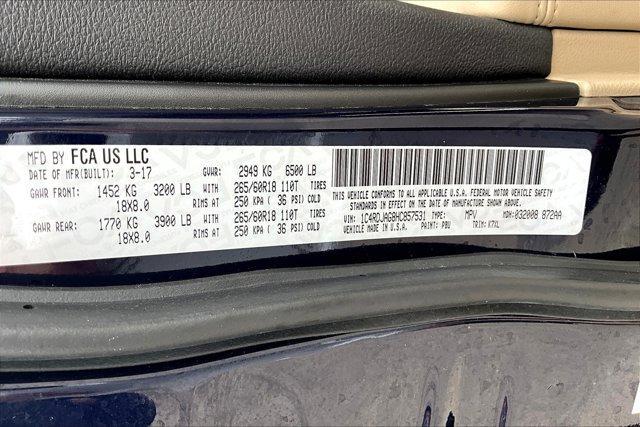 MFD BY FCA US LLC
DATE OF MFR(BUILT): 3-17 GVWR: 2949 KG 6500 LB
GAWR FRONT: 1452 KG 3200 LB WITH 265/60R18 110T TIRES
18X8.0 RIMS AT 250 KPA ( 36 PSI) COLD
GAWR REAR: 1770 KG 3900 LB WITH 265/60R18 110T TIRES
18X8.0 RIMS AT 250 KPA ( 36 PSI) COLD
THIS VEHICLE CONFORMS TO ALL APPLICABLE U.S.A. FEDERAL MOTOR VEHICLE SAFETY
STANDARDS IN EFFECT ON THE DATE OF MANUFACTURE SHOWN ABOVE.
VIN: 1C4RDJAG8HC857531 TYPE: MPV MDH: 032008 872AA
VEHICLE MADE IN U.S.A. PAINT: PBU TRIM: K7XL